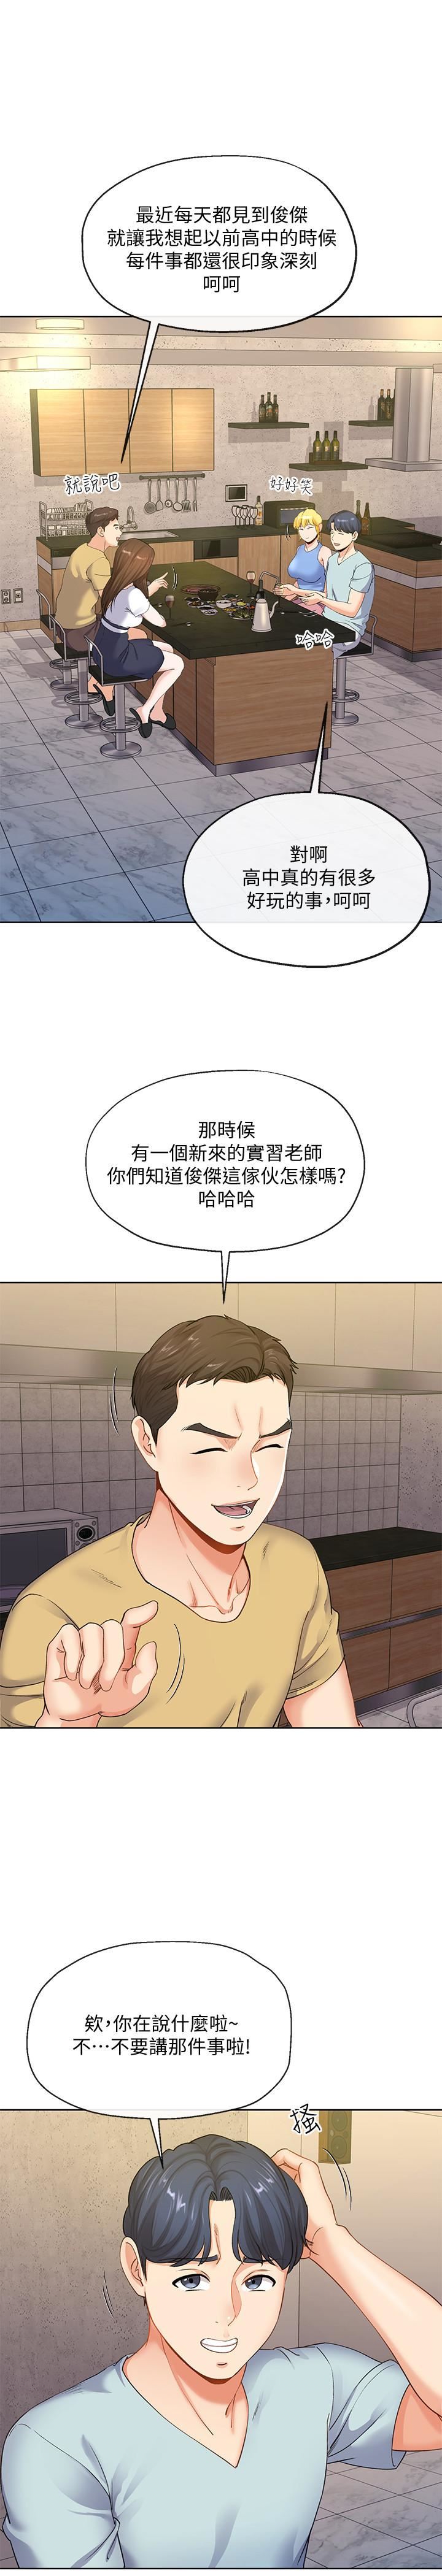 最近每天都見到俊傑
就讓我想起以前高中的時候
每件事都還很印象深刻
呵呵
就說吧
好好笑
哈哈
對啊
高中真的有很多
好玩的事,呵呵
那時候
有一個新來的實習老師
你們知道俊傑這傢伙怎樣嗎?
哈哈哈
欸,你在說什麼啦~
不⋯不要講那件事啦!
搔